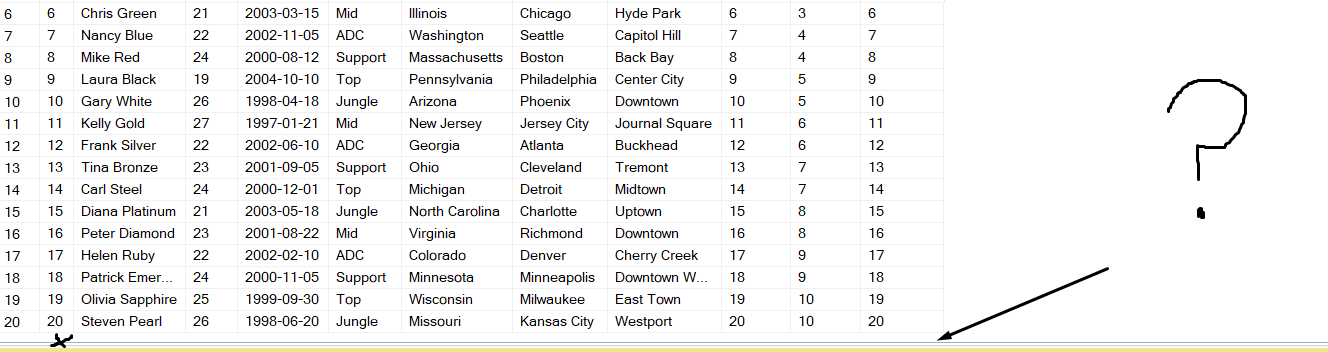 6 6 Chris Green 21 2003-03-15 Mid Illinois Chicago Hyde Park 6 3 6
7 7 Nancy Blue 22 2002-11-05 ADC Washington Seattle Capitol Hill 7 4 7
8 8 Mike Red 24 2000-08-12 Support Massachusetts Boston Back Bay 8 4 8
9 9 Laura Black 19 2004-10-10 Top Pennsylvania Philadelphia Center City 9 5 9
10 10 Gary White 26 1998-04-18 Jungle Arizona Phoenix Downtown 10 5 10
11 11 Kelly Gold 27 1997-01-21 Mid New Jersey Jersey City Journal Square 11 6 11
12 12 Frank Silver 22 2002-06-10 ADC Georgia Atlanta Buckhead 12 6 12
13 13 Tina Bronze 23 2001-09-05 Support Ohio Cleveland Tremont 13 7 13
14 14 Carl Steel 24 2000-12-01 Top Michigan Detroit Midtown 14 7 14
15 15 Diana Platinum 21 2003-05-18 Jungle North Carolina Charlotte Uptown 15 8 15
16 16 Peter Diamond 23 2001-08-22 Mid Virginia Richmond Downtown 16 8 16
17 17 Helen Ruby 22 2002-02-10 ADC Colorado Denver Cherry Creek 17 9 17
18 18 Patrick Emer... 24 2000-11-05 Support Minnesota Minneapolis Downtown W... 18 9 18
19 19 Olivia Sapphire 25 1999-09-30 Top Wisconsin Milwaukee East Town 19 10 19
20 20 Steven Pearl 26 1998-06-20 Jungle Missouri Kansas City Westport 20 10 20
x
?